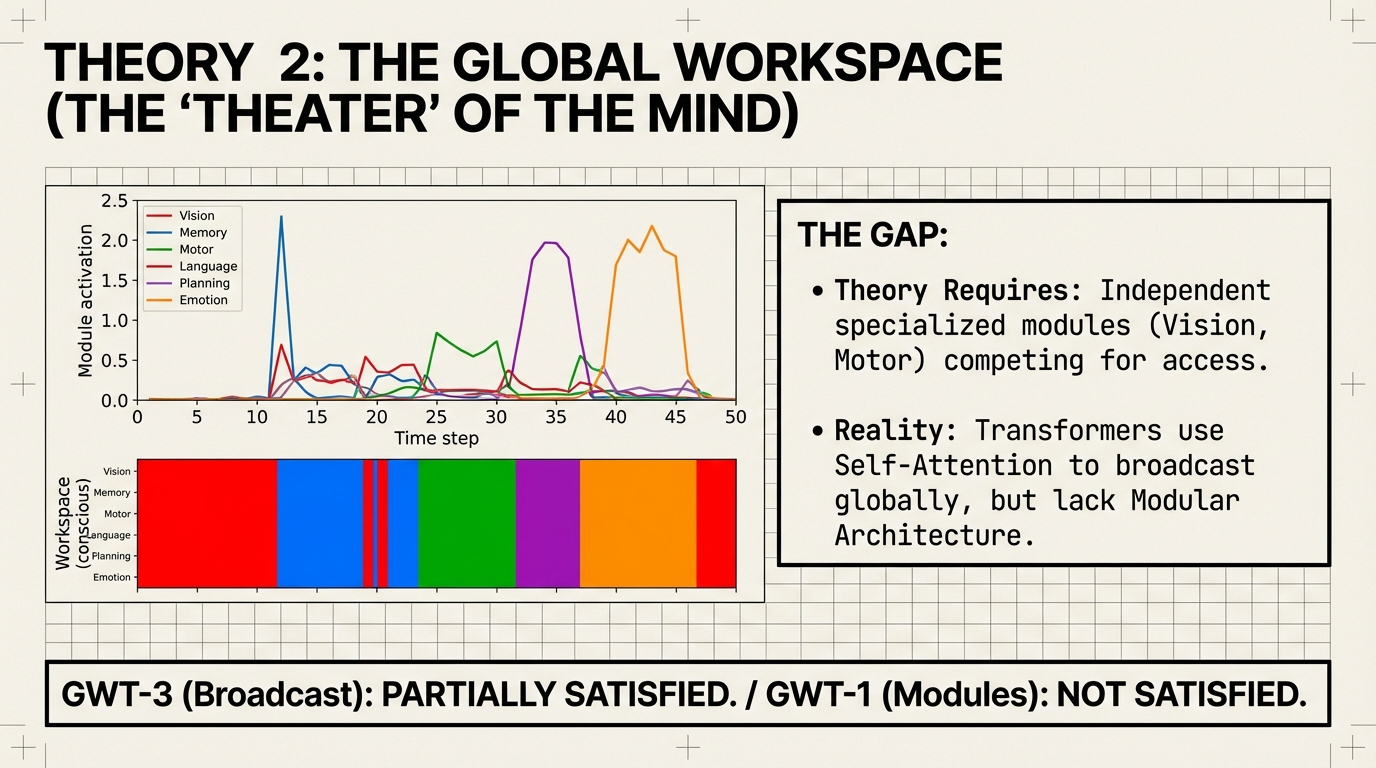 THEORY 2: THE GLOBAL WORKSPACE
(THE ‘THEATER’ OF THE MIND)
Module activation
2.5
2.0
1.5
1.0
0.5
0.0
Vision
Memory
Motor
Language
Planning
Emotion
0 5 10 15 20 25 30 35 40 45 50
Time step
Workspace
(conscious)
Vision
Memory
Motor
anguage
Planning
Emotion
THE GAP:
• Theory Requires: Independent
specialized modules (Vision,
Motor) competing for access.
• Reality: Transformers use
Self-Attention to broadcast
globally, but lack Modular
Architecture.
GWT-3 (Broadcast): PARTIALLY SATISFIED. / GWT-1 (Modules): NOT SATISFIED.